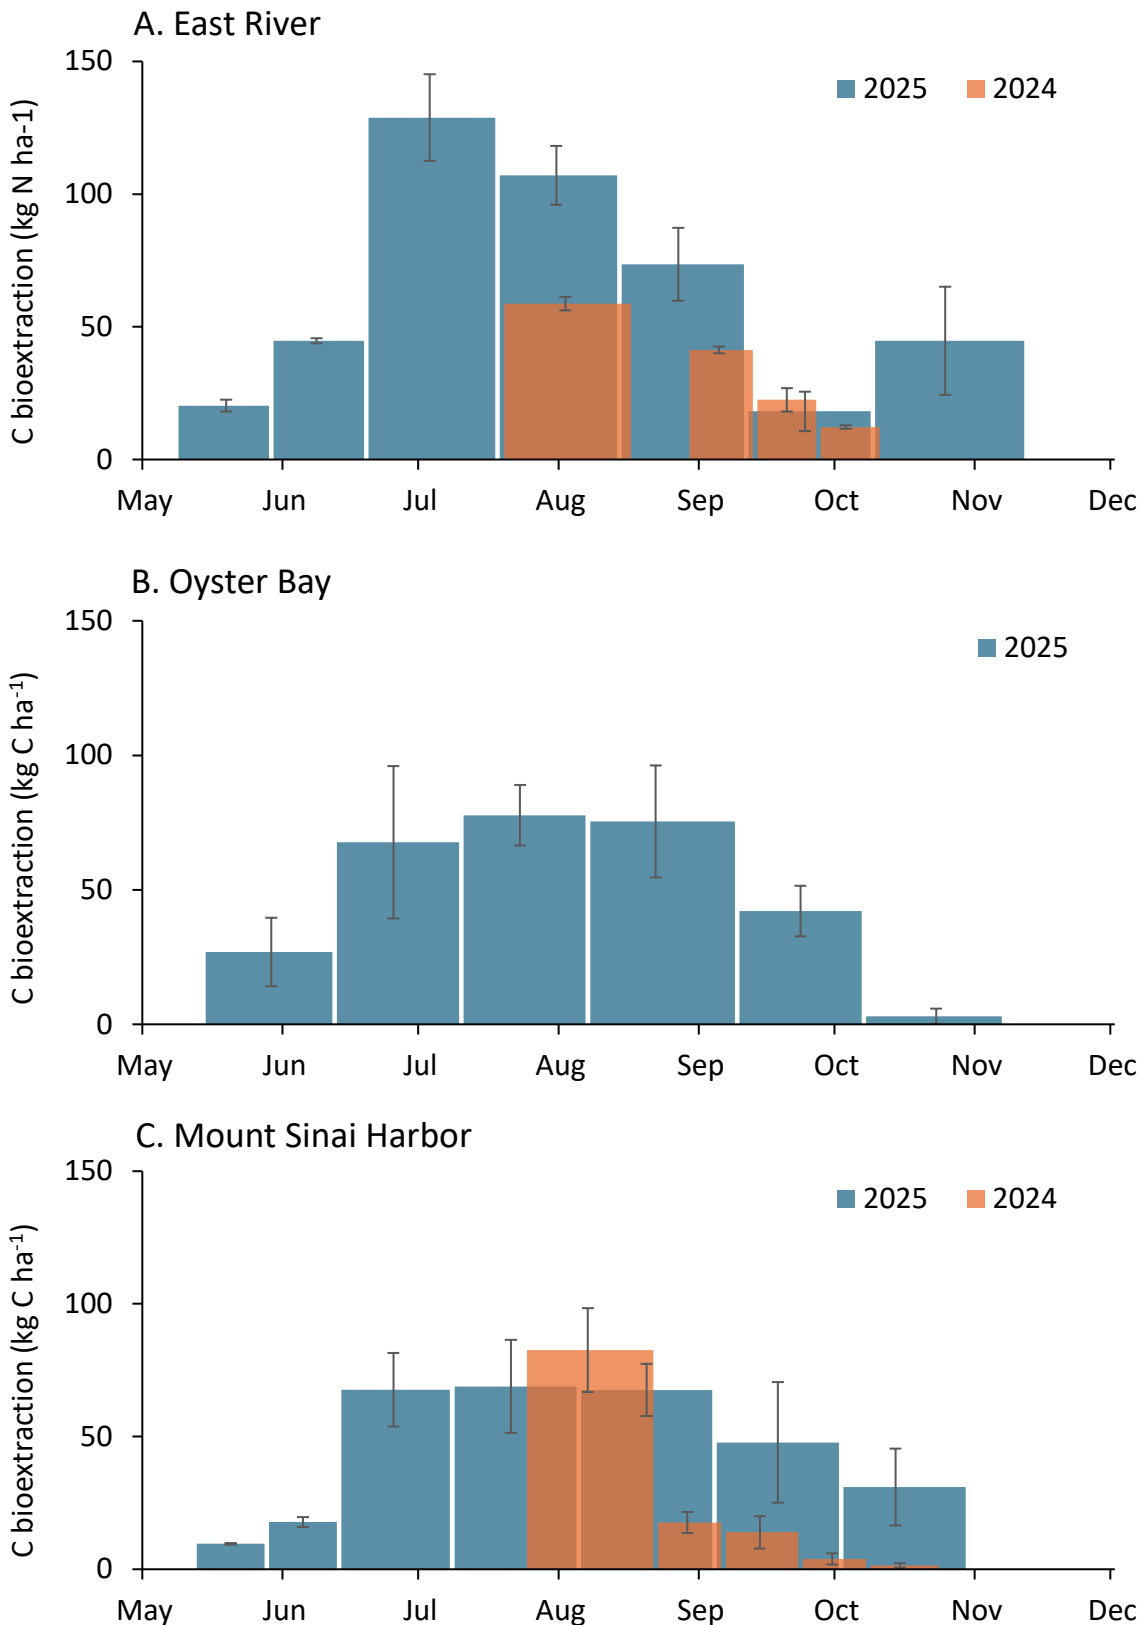 A. East River
2025 2024
C bioextraction (kg N ha-1)
150
100
50
0
May Jun Jul Aug Sep Oct Nov Dec
B. Oyster Bay
2025
C bioextraction (kg C ha⁻¹)
150
100
50
0
May Jun Jul Aug Sep Oct Nov Dec
C. Mount Sinai Harbor
2025 2024
C bioextraction (kg C ha⁻¹)
150
100
50
0
May Jun Jul Aug Sep Oct Nov Dec